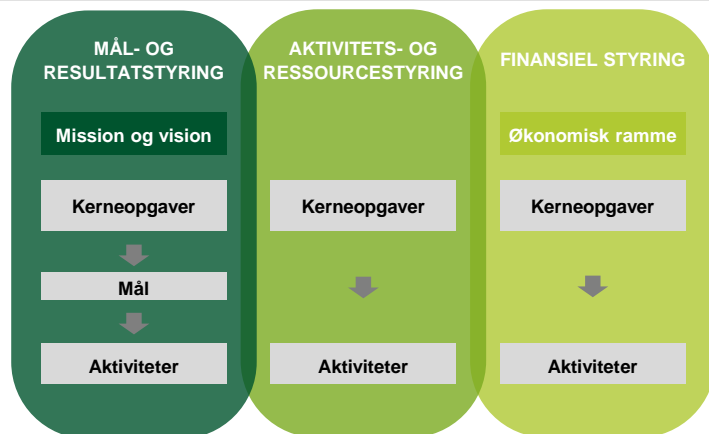 MÅL- OG
RESULTATSTYRING
Mission og vision
Kerneopgaver
Mål
Aktiviteter
AKTIVITETS- OG
RESSOURCESTYRING
Kerneopgaver
Aktiviteter
FINANSIEL STYRING
Økonomisk ramme
Kerneopgaver
Aktiviteter